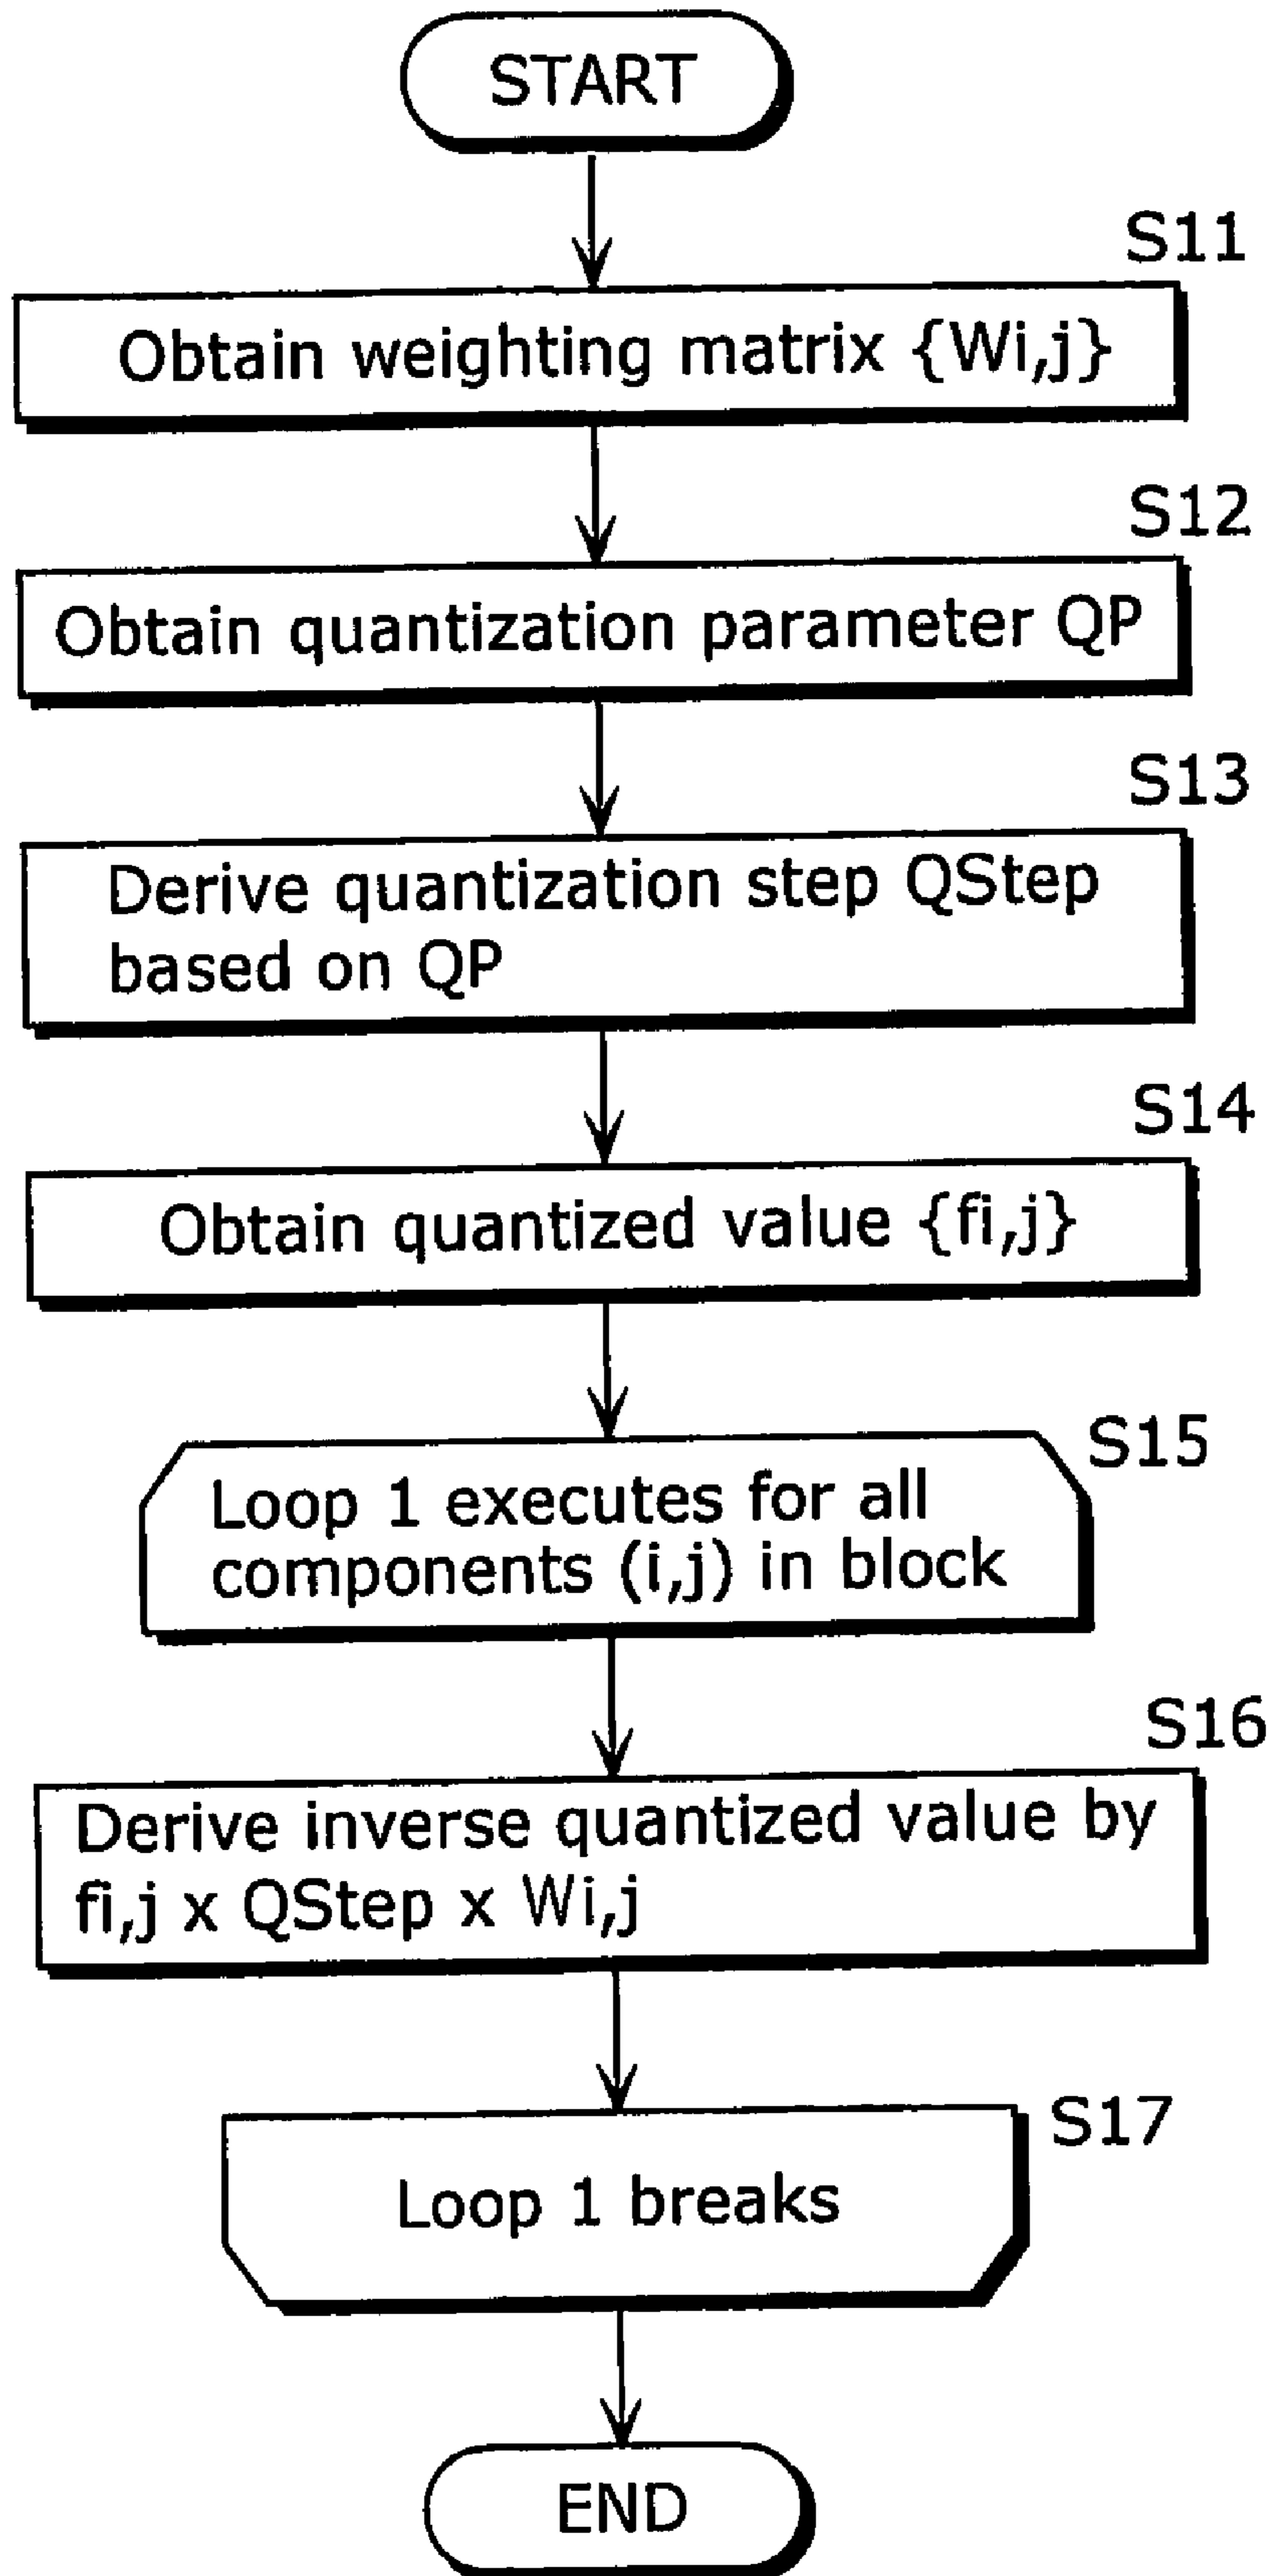 START
S11
Obtain weighting matrix {Wi,j}
S12
Obtain quantization parameter QP
S13
Derive quantization step QStep
based on QP
S14
Obtain quantized value {fi,j}
S15
Loop 1 executes for all
components (i,j) in block
S16
Derive inverse quantized value by
fi,j x QStep x Wi,j
S17
Loop 1 breaks
END